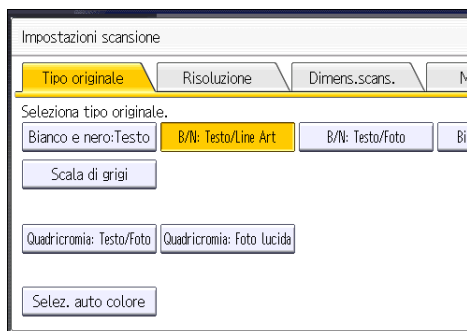 Impostazioni scansione
Tipo originale Risoluzione Dimens.scans.
Seleziona tipo originale.
Bianco e nero:Testo B/N: Testo/Line Art B/N: Testo/Foto
Scala di grigi
Quadricromia: Testo/Foto Quadricromia: Foto lucida
Selez. auto colore